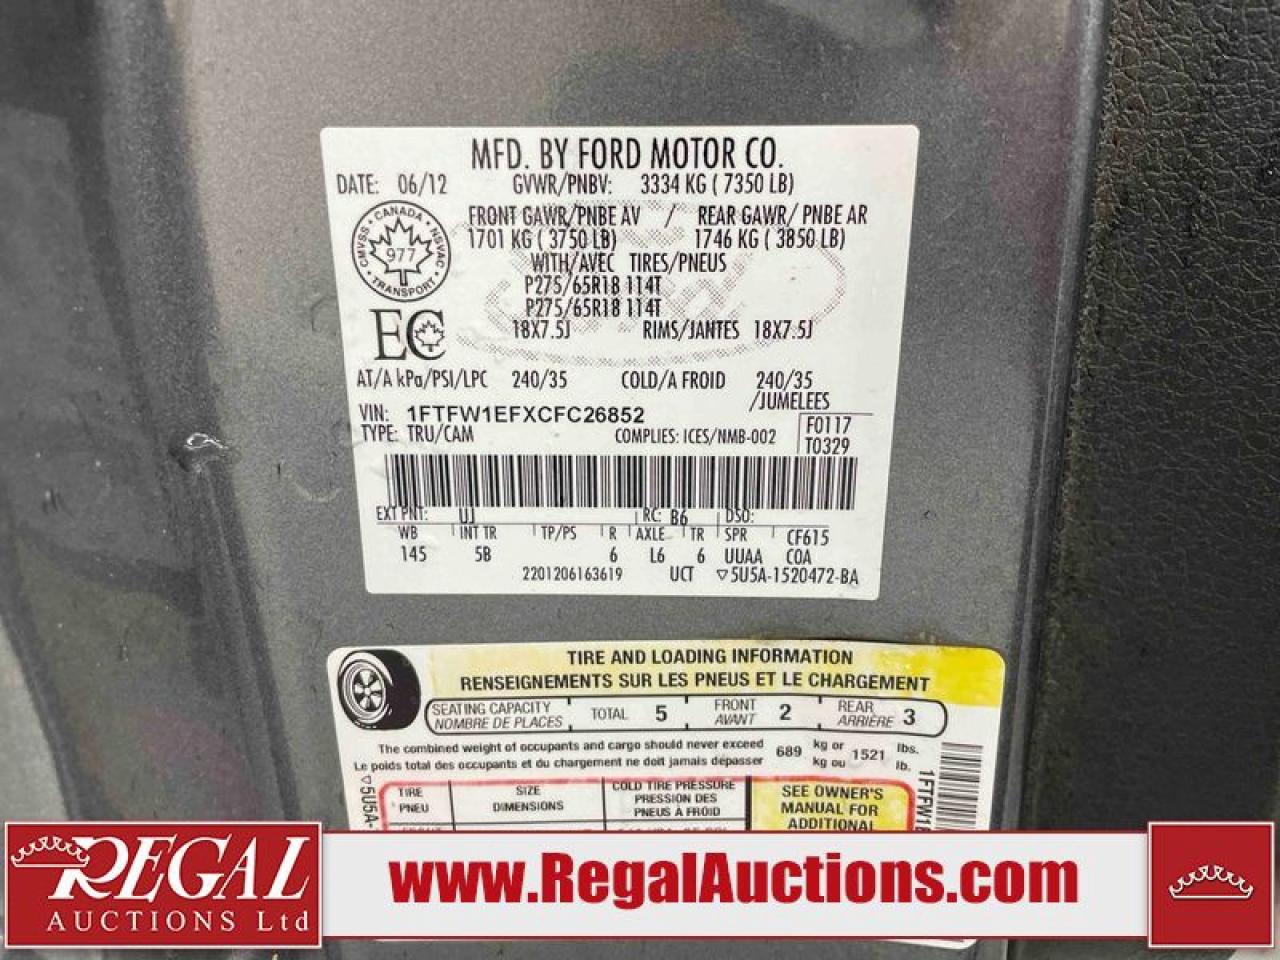 MFD. BY FORD MOTOR CO.
DATE: 06/12 GVWR/PNBV: 3334 KG ( 7350 LB)
FRONT GAWR/PNBE AV / REAR GAWR/ PNBE AR
1701 KG ( 3750 LB) 1746 KG ( 3850 LB)
WITH/AVEC TIRES/PNEUS
P275/65R18 114T
P275/65R18 114T
18X7.5J RIMS/JANTES 18X7.5J
CMVSS • CANADA • NSVAC • TRANSPORT •
977
EC
AT/A kPa/PSI/LPC 240/35 COLD/A FROID 240/35
/JUMELEES
VIN: 1FTFW1EFXCFC26852
TYPE: TRU/CAM COMPLIES: ICES/NMB-002
F0117
T0329
EXT PNT: UJ RC: B6 DSO:
WB INT TR TP/PS R AXLE TR SPR CF615
145 5B 6 L6 6 UUAA COA
2201206163619 UCT ▽5U5A-1520472-BA
TIRE AND LOADING INFORMATION
RENSEIGNEMENTS SUR LES PNEUS ET LE CHARGEMENT
SEATING CAPACITY
NOMBRE DE PLACES
TOTAL 5
FRONT
AVANT 2
REAR
ARRIÈRE 3
The combined weight of occupants and cargo should never exceed 689 kg or 1521 lbs.
Le poids total des occupants et du chargement ne doit jamais dépasser kg ou lb.
TIRE
PNEU
SIZE
DIMENSIONS
COLD TIRE PRESSURE
PRESSION DES
PNEUS À FROID
SEE OWNER'S
MANUAL FOR
ADDITIONAL
▽5U5A-
1FTFW1E
REGAL
AUCTIONS Ltd
www.RegalAuctions.com